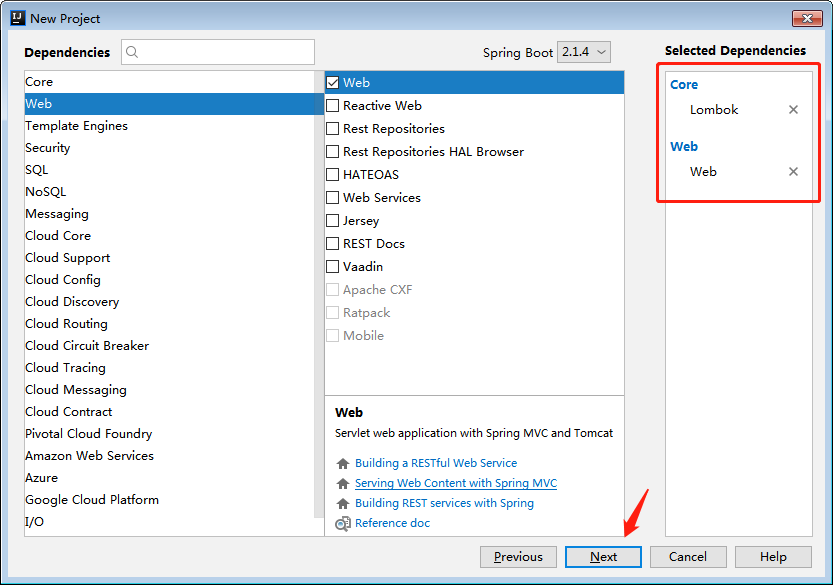 New Project
Dependencies
Spring Boot 2.1.4
Selected Dependencies
Core
Web
Template Engines
Security
SQL
NoSQL
Messaging
Cloud Core
Cloud Support
Cloud Config
Cloud Discovery
Cloud Routing
Cloud Circuit Breaker
Cloud Tracing
Cloud Messaging
Cloud Contract
Pivotal Cloud Foundry
Amazon Web Services
Azure
Google Cloud Platform
I/O
Web
Reactive Web
Rest Repositories
Rest Repositories HAL Browser
HATEOAS
Web Services
Jersey
REST Docs
Vaadin
Apache CXF
Ratpack
Mobile
Web
Servlet web application with Spring MVC and Tomcat
Building a RESTful Web Service
Serving Web Content with Spring MVC
Building REST services with Spring
Reference doc
Core
Lombok
Web
Web
Previous
Next
Cancel
Help